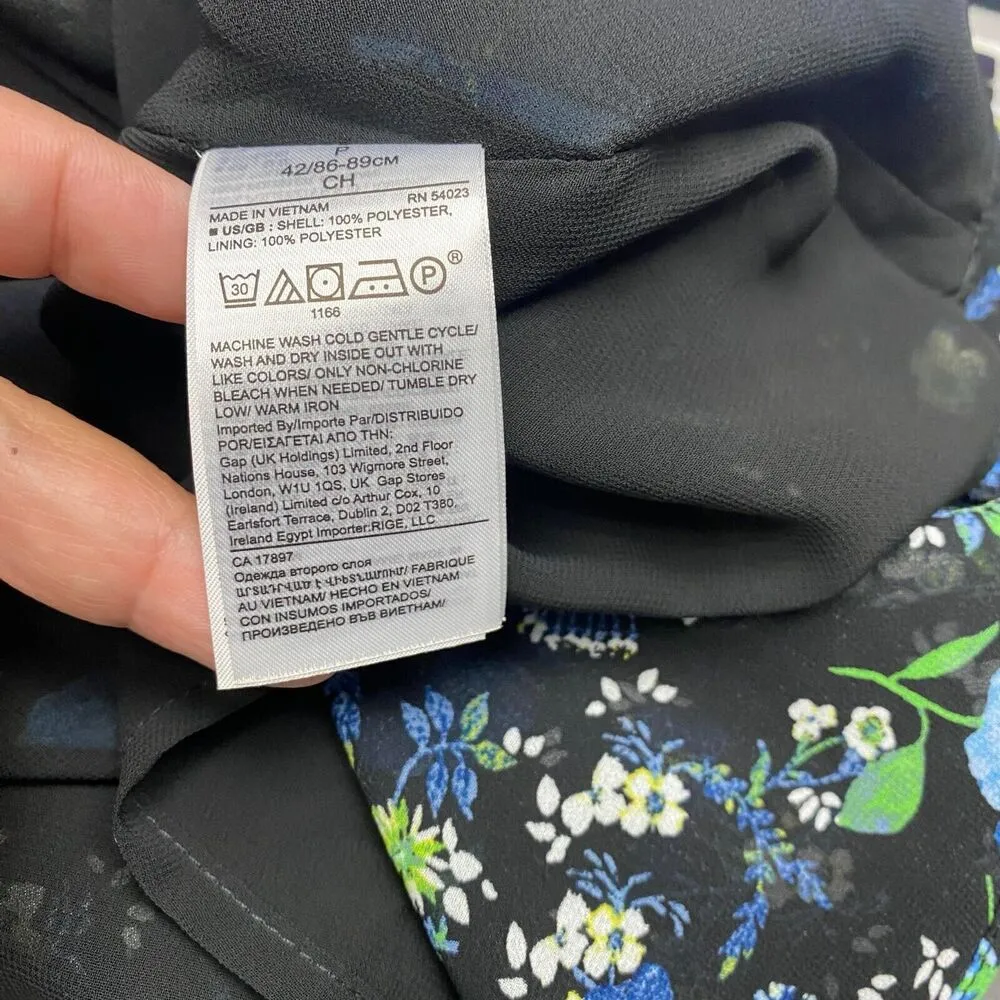 P
42/86-89см
CH
MADE IN VIETNAM RN 54023
US/GB : SHELL: 100% POLYESTER,
LINING: 100% POLYESTER
30 P ®
1166
MACHINE WASH COLD GENTLE CYCLE/
WASH AND DRY INSIDE OUT WITH
LIKE COLORS/ ONLY NON-CHLORINE
BLEACH WHEN NEEDED/ TUMBLE DRY
LOW/ WARM IRON
Imported By/Importe Par/DISTRIBUIDO
POR/ΕΙΣΑΓΕΤΑΙ ΑΠΟ ΤΗΝ:
Gap (UK Holdings) Limited, 2nd Floor
Nations House, 103 Wigmore Street,
London, W1U 1QS, UK Gap Stores
(Ireland) Limited c/o Arthur Cox, 10
Earlsfort Terrace, Dublin 2, D02 T380,
Ireland Egypt Importer:RIGE, LLC
CA 17897
Одежда второго слоя
ԱՐՏԱԴՐՎԱԾ Է ՎԻԵՏՆԱՄՈՒՄ/ FABRIQUE
AU VIETNAM/ HECHO EN VIETNAM
CON INSUMOS IMPORTADOS/
ПРОИЗВЕДЕНО ВЪВ ВИЕТНАМ/